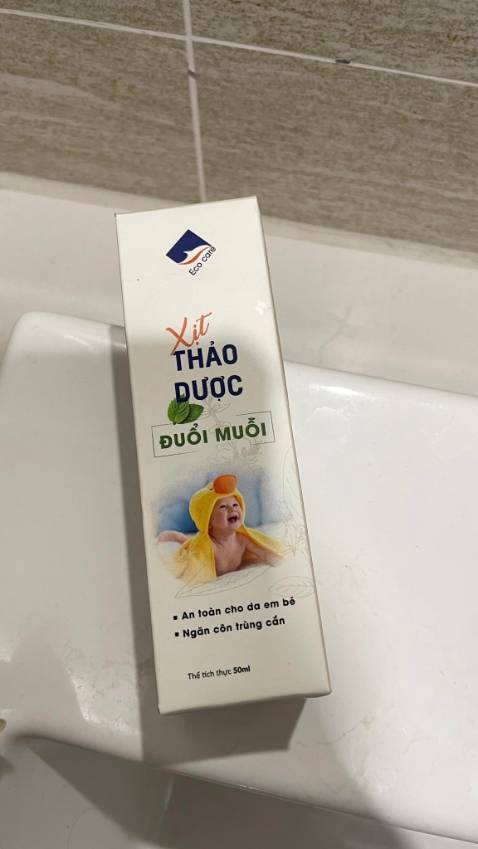 Eco care
Xịt
THẢO
DƯỢC
ĐUỔI MUỖI
▪ An toàn cho da em bé
▪ Ngăn côn trùng cắn
Thể tích thực 50ml